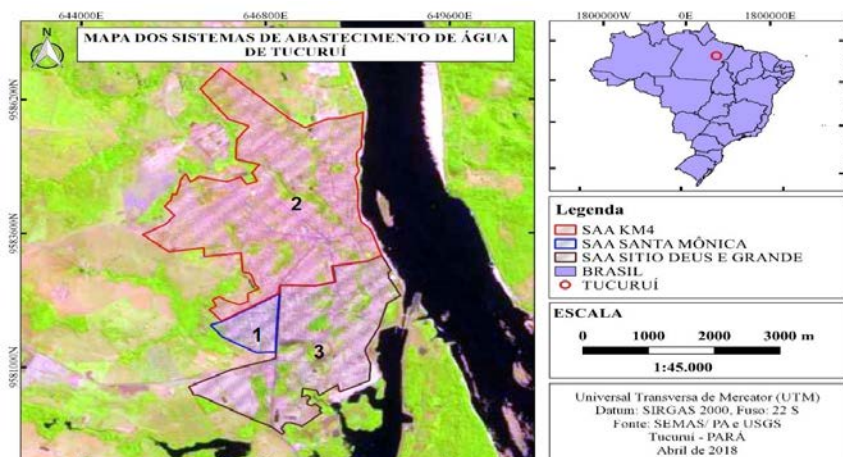 644000E 646800E 649600E
MAPA DOS SISTEMAS DE ABASTECIMENTO DE ÁGUA
DE TUCURUÍ
N
9586200N
9583600N
9581000N
2
1
3
1800000W 0E 1800000E
Legenda
SAA KM4
SAA SANTA MÔNICA
SAA SITIO DEUS E GRANDE
BRASIL
TUCURUÍ
ESCALA
0 1000 2000 3000 m
1:45.000
Universal Transversa de Mercator (UTM)
Datum: SIRGAS 2000, Fuso: 22 S
Fonte: SEMAS/ PA e USGS
Tucuruí - PARÁ
Abril de 2018